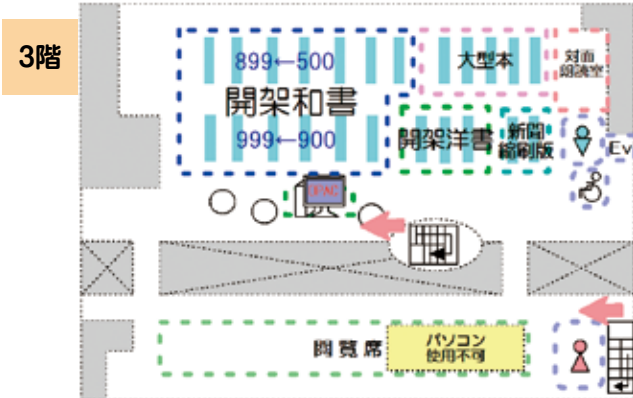 3階
899←500
開架和書
999←900
大型本
対面
朗読室
開架洋書
新聞
縮刷版
Ev
OPAC
閲覧席
パソコン
使用不可